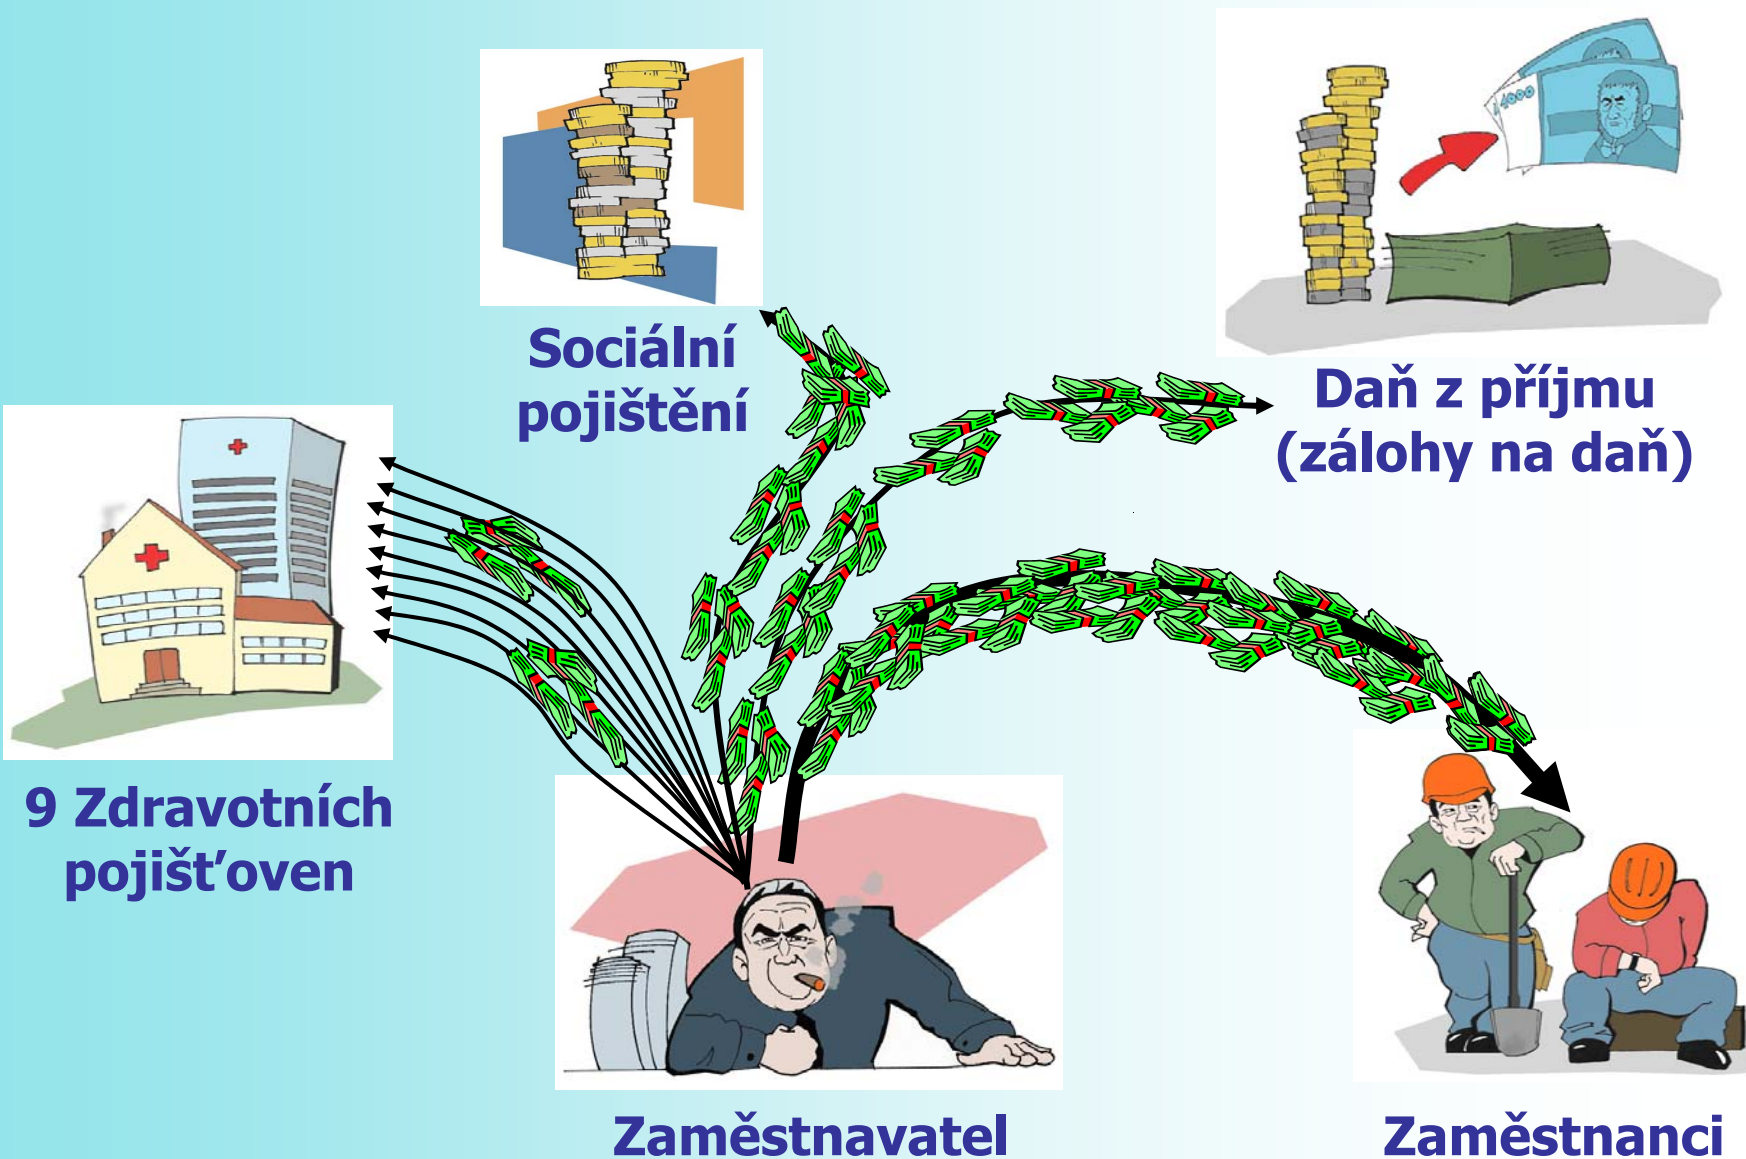 Sociální
pojištění
Daň z příjmu
(zálohy na daň)
9 Zdravotních
pojišťoven
Zaměstnavatel
Zaměstnanci